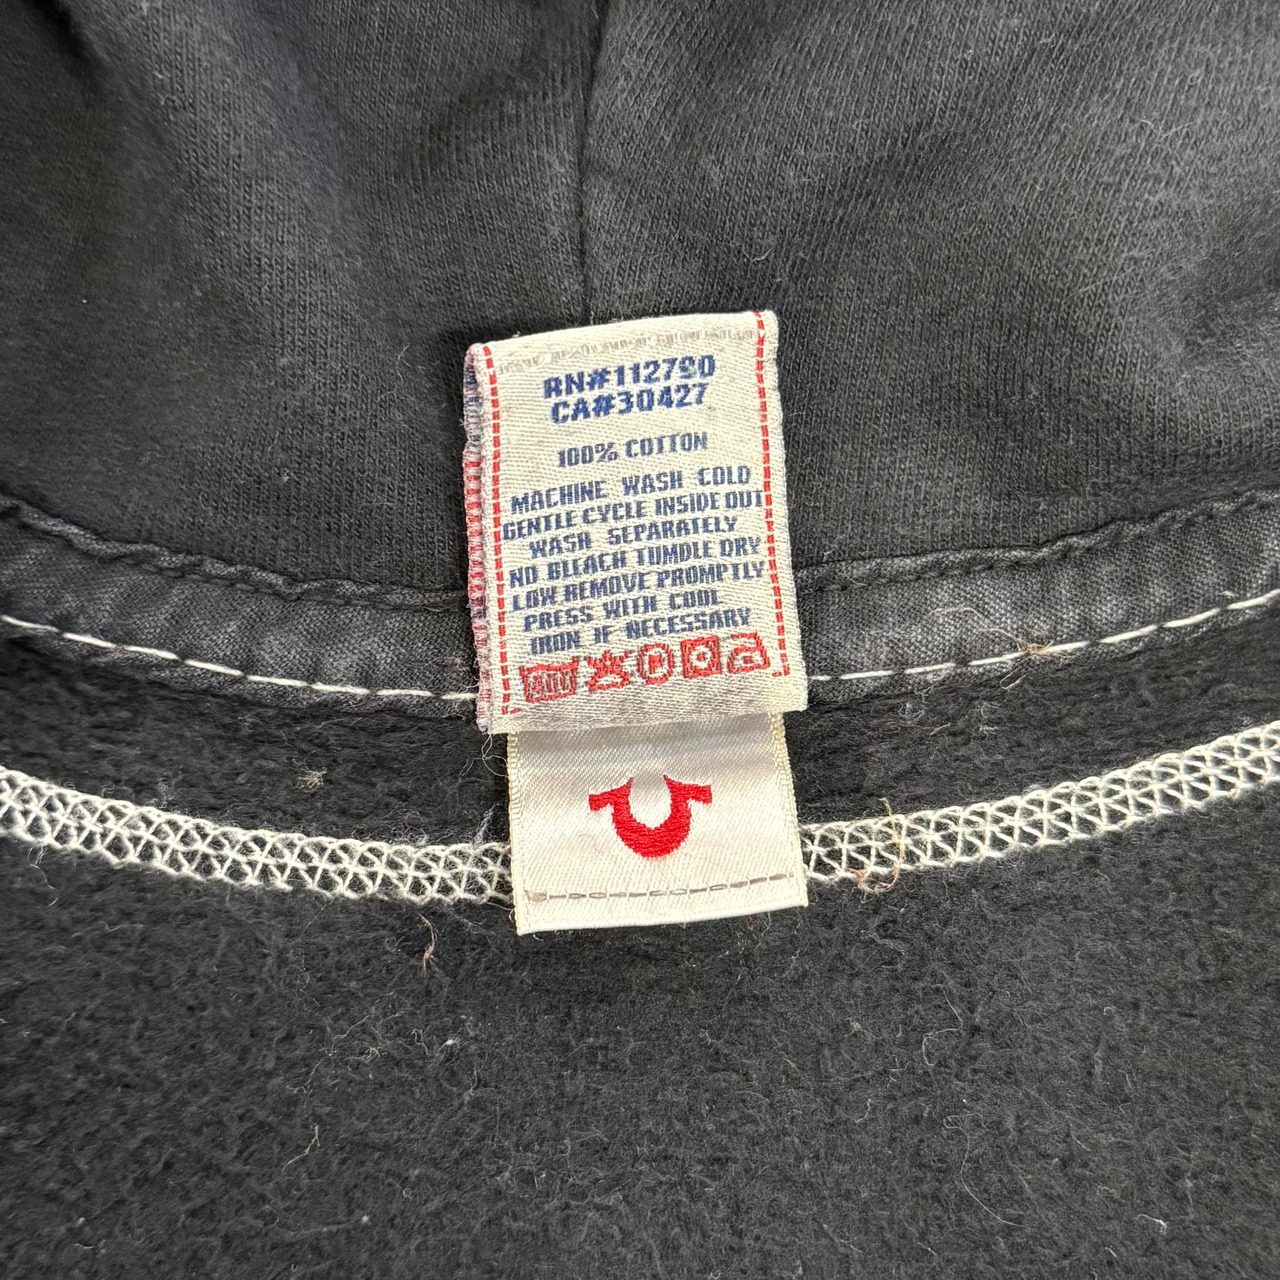 RN#112790
CA#30427
100% COTTON
MACHINE WASH COLD
GENTLE CYCLE INSIDE OUT
WASH SEPARATELY
NO BLEACH TUMDLE DRY
LOW REMOVE PROMPTLY
PRESS WITH COOL
IRON IF NECESSARY
P